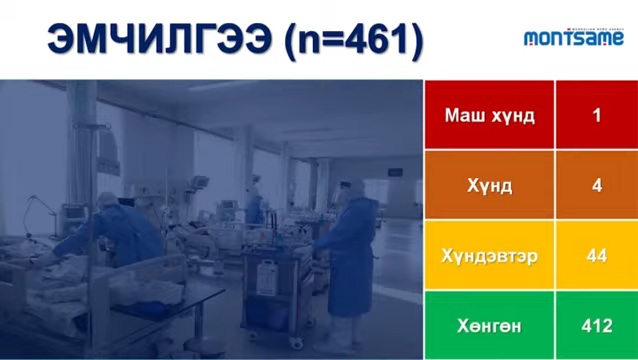 ЭМЧИЛГЭЭ (n=461)
MONTSAME
Маш хүнд 1
Хүнд 4
Хүндэвтэр 44
Хөнгөн 412